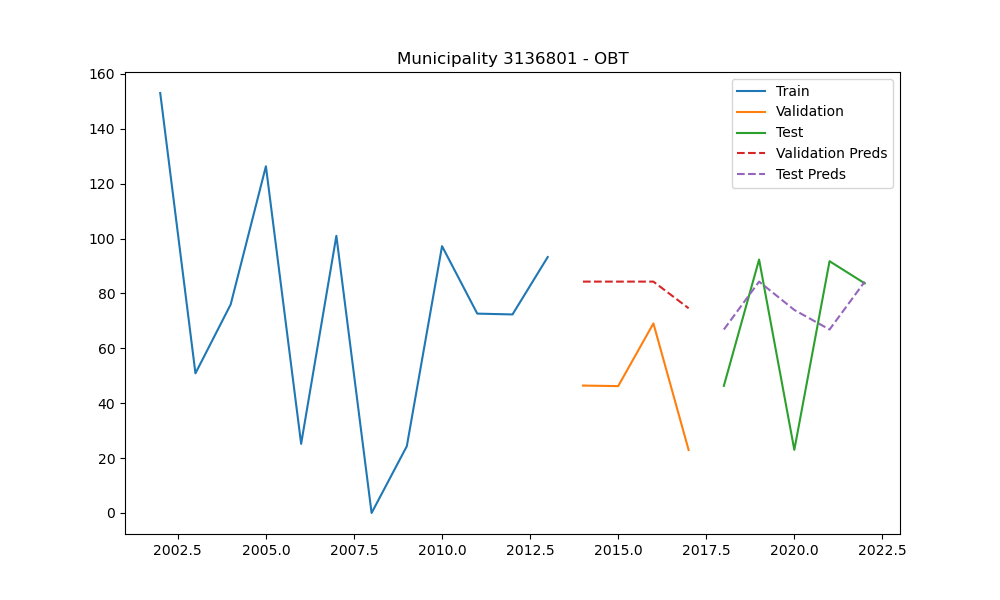 Municipality 3136801 - OBT
160
140
120
100
80
60
40
20
0
2002.5 2005.0 2007.5 2010.0 2012.5 2015.0 2017.5 2020.0 2022.5
Train
Validation
Test
Validation Preds
Test Preds